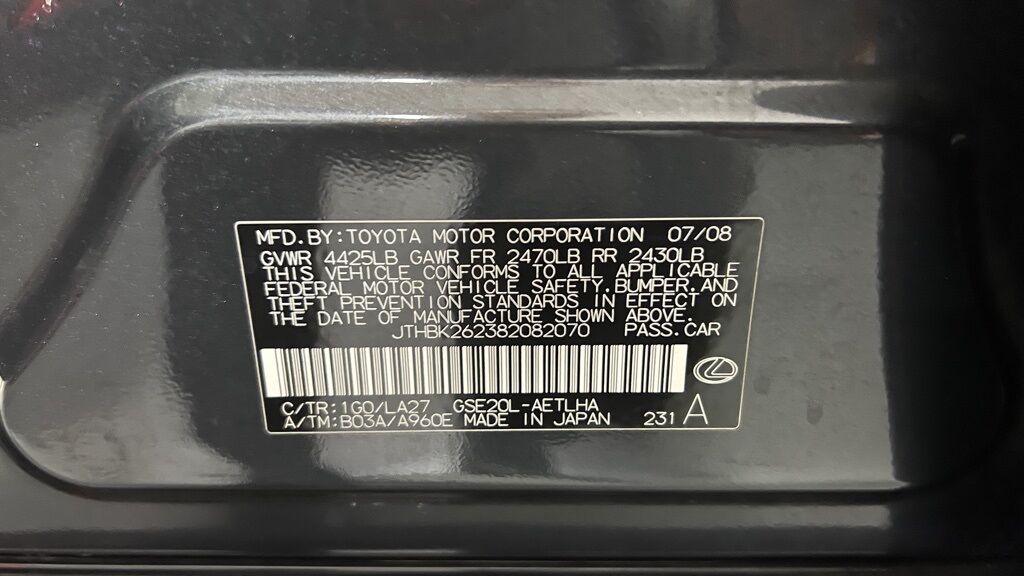 MFD.BY:TOYOTA MOTOR CORPORATION 07/08
GVWR 4425LB GAWR FR 2470LB RR 2430LB
THIS VEHICLE CONFORMS TO ALL APPLICABLE
FEDERAL MOTOR VEHICLE SAFETY,BUMPER,AND
THEFT PREVENTION STANDARDS IN EFFECT ON
THE DATE OF MANUFACTURE SHOWN ABOVE.
JTHBK262382082070 PASS.CAR
C/TR:1G0/LA27 GSE20L-AETLHA
A/TM:B03A/A960E MADE IN JAPAN 231 A